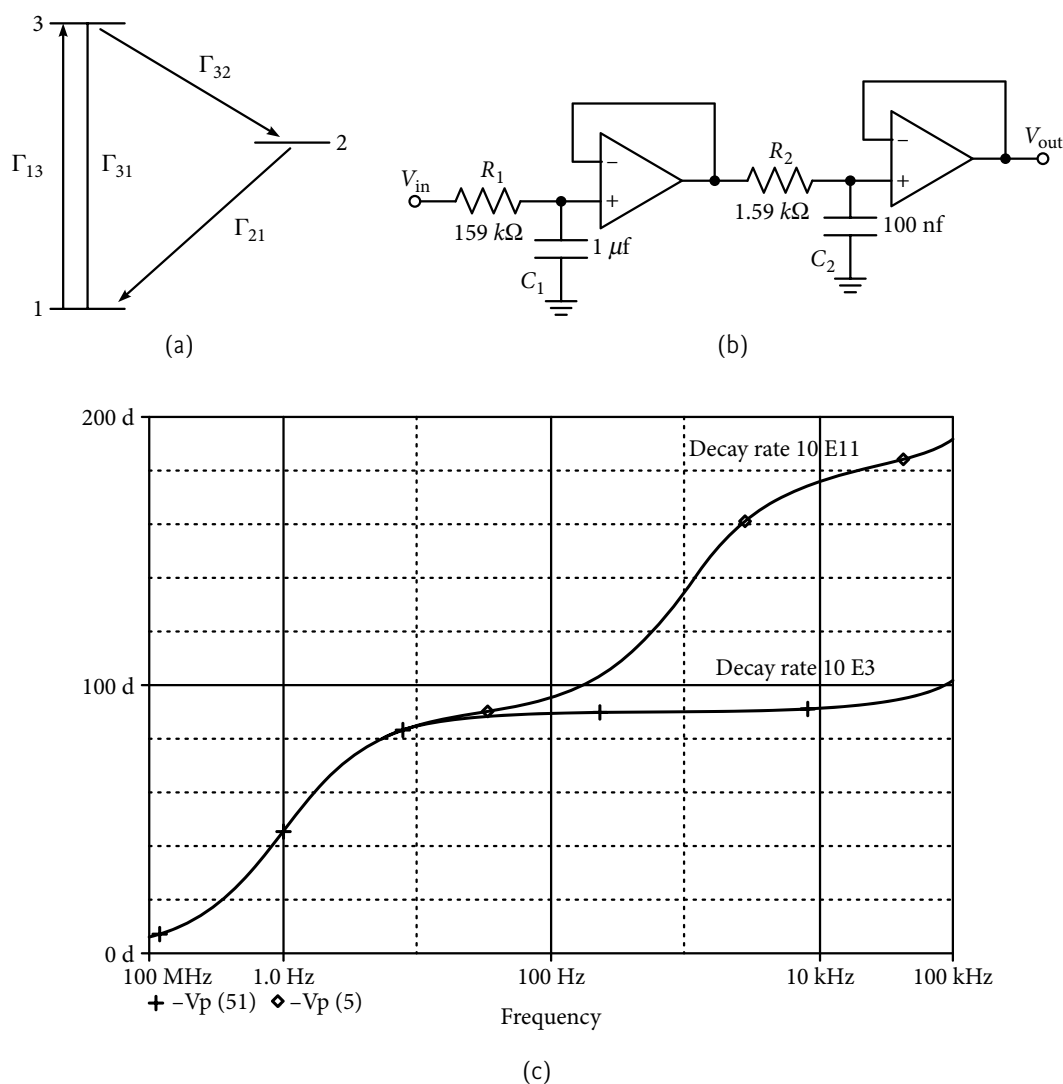 3
Γ32
2
Γ13
Γ31
Γ21
1
(a)
Vin
R1
159 kΩ
1 μf
C1
−
+
R2
1.59 kΩ
100 nf
C2
−
+
Vout
(b)
200 d
Decay rate 10 E11
Decay rate 10 E3
100 d
0 d
100 MHz 1.0 Hz 100 Hz 10 kHz 100 kHz
−Vp (51) −Vp (5)
Frequency
(c)